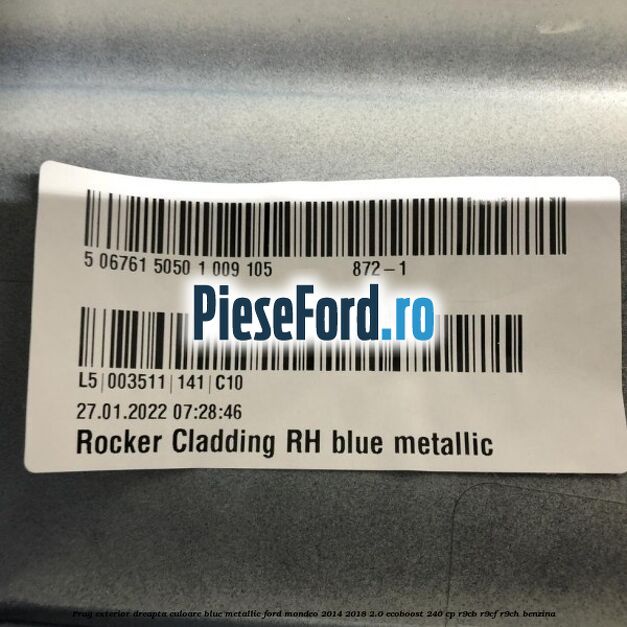 5 06761 5050 1 009 105 872-1
PieseFord.ro
L5 003511 141 C10
27.01.2022 07:28:46
Rocker Cladding RH blue metallic
Prag exterior dreapta culoare blue metallic ford mondeo 2014 2018 2.0 ecoboost 240 cp r9cb r9cf r9ch benzina